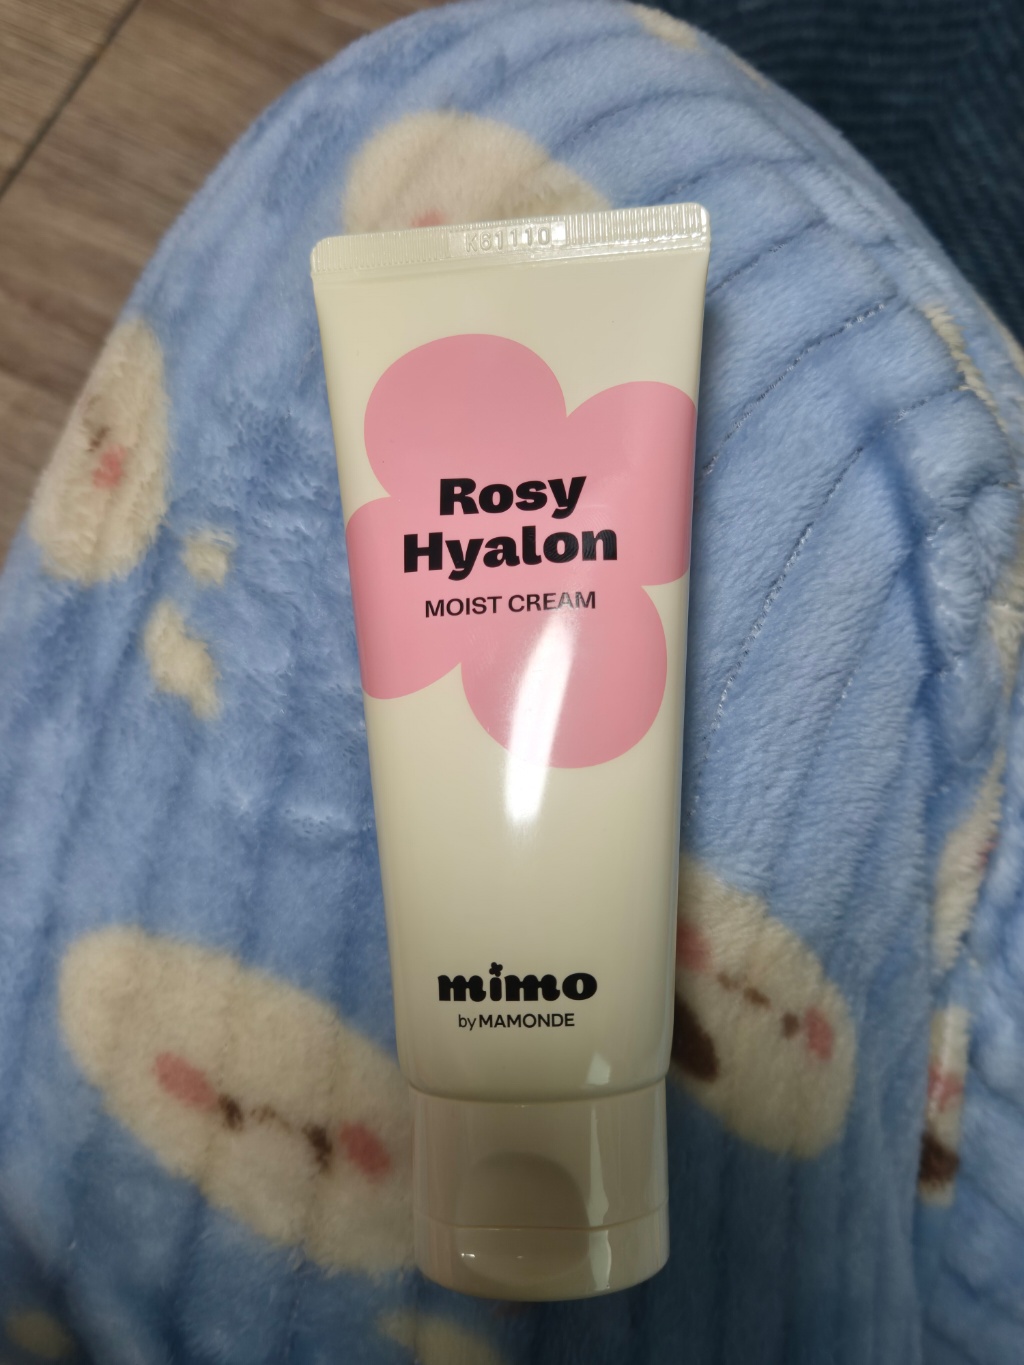 K61110
Rosy
Hyalon
MOIST CREAM
mimo
by MAMONDE